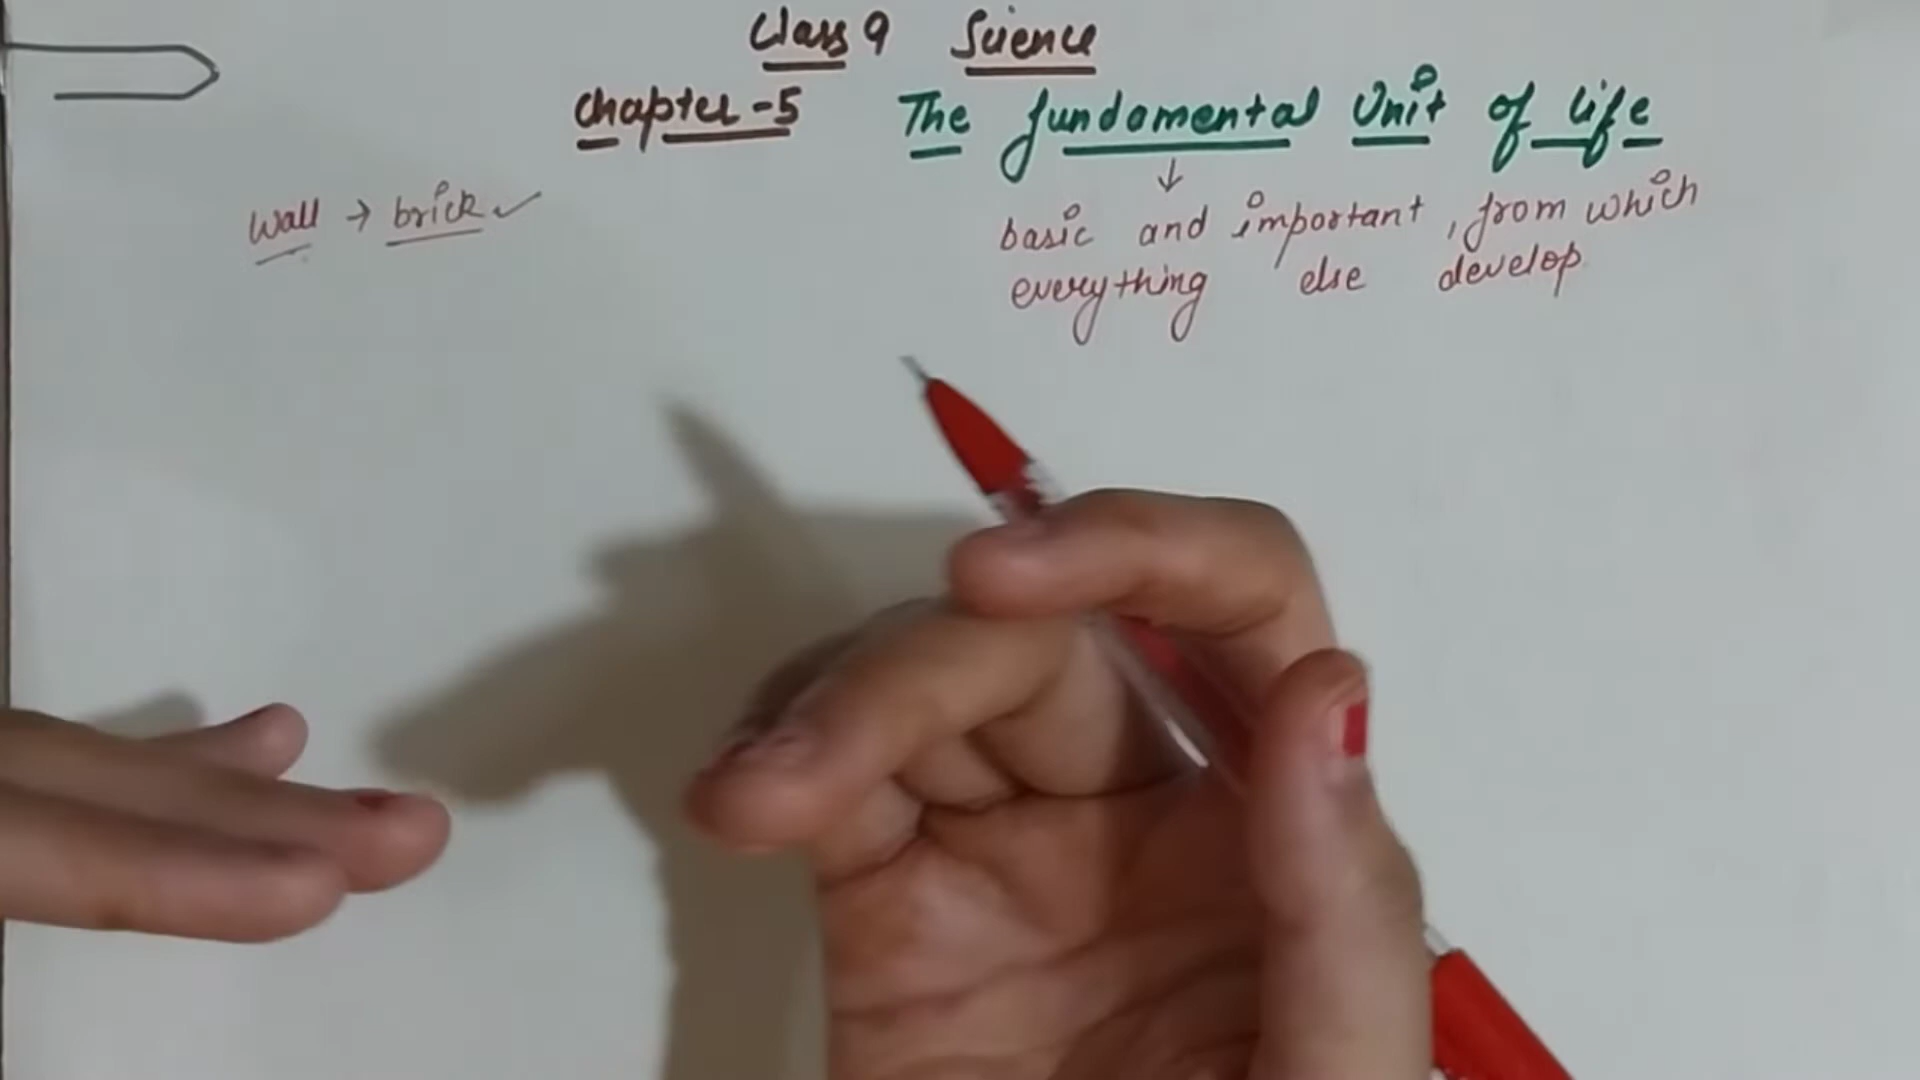 Class 9 Science
Chapter-5 The fundamental Unit of life
wall → brick ✓
↓
basic and important, from which
everything else develop